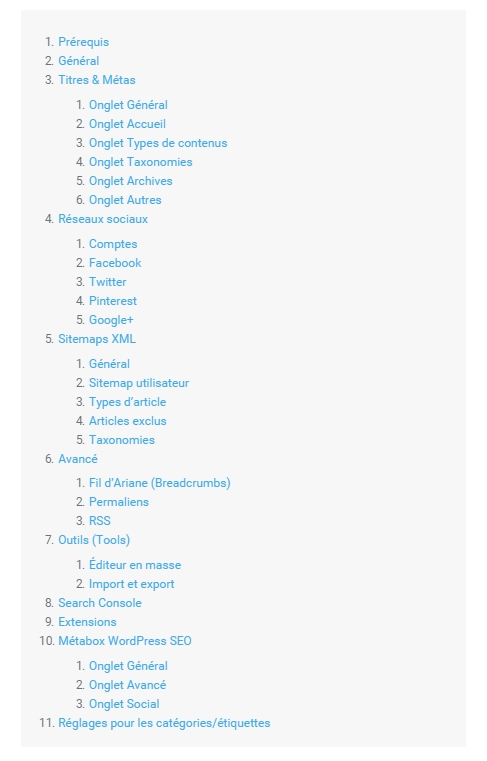 1. Prérequis
2. Général
3. Titres & Métas
1. Onglet Général
2. Onglet Accueil
3. Onglet Types de contenus
4. Onglet Taxonomies
5. Onglet Archives
6. Onglet Autres
4. Réseaux sociaux
1. Comptes
2. Facebook
3. Twitter
4. Pinterest
5. Google+
5. Sitemaps XML
1. Général
2. Sitemap utilisateur
3. Types d'article
4. Articles exclus
5. Taxonomies
6. Avancé
1. Fil d'Ariane (Breadcrumbs)
2. Permaliens
3. RSS
7. Outils (Tools)
1. Éditeur en masse
2. Import et export
8. Search Console
9. Extensions
10. Métabox WordPress SEO
1. Onglet Général
2. Onglet Avancé
3. Onglet Social
11. Réglages pour les catégories/étiquettes